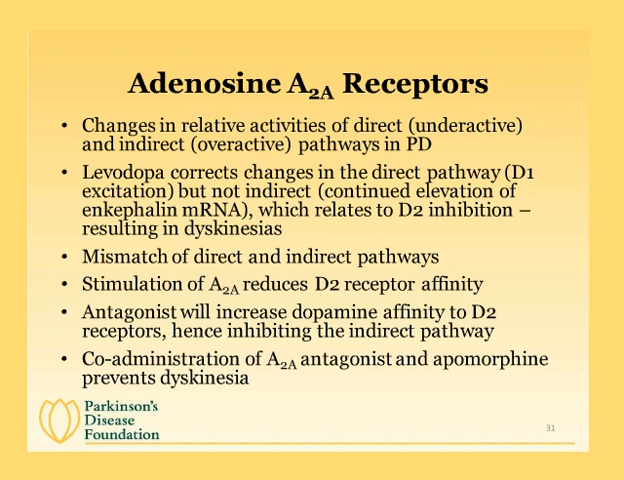 Adenosine A2A Receptors
• Changes in relative activities of direct (underactive)
and indirect (overactive) pathways in PD
• Levodopa corrects changes in the direct pathway (D1
excitation) but not indirect (continued elevation of
enkephalin mRNA), which relates to D2 inhibition –
resulting in dyskinesias
• Mismatch of direct and indirect pathways
• Stimulation of A2A reduces D2 receptor affinity
• Antagonist will increase dopamine affinity to D2
receptors, hence inhibiting the indirect pathway
• Co-administration of A2A antagonist and apomorphine
prevents dyskinesia
Parkinson's
Disease
Foundation
31